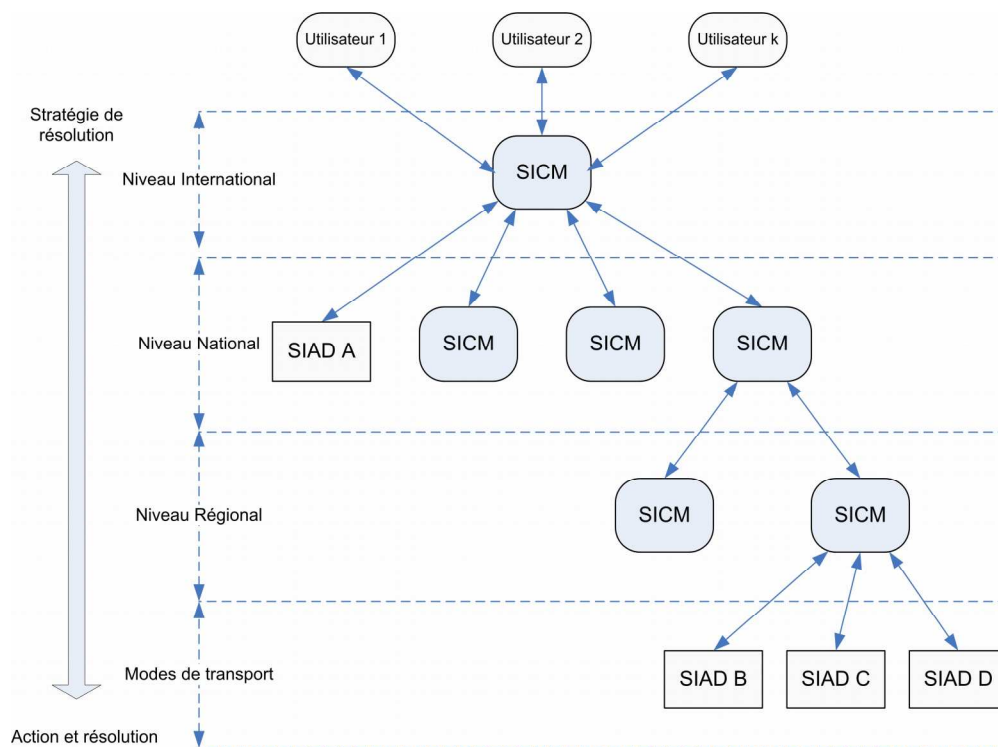 Utilisateur 1
Utilisateur 2
Utilisateur k
Stratégie de
résolution
Niveau International
SICM
Niveau National
SIAD A
SICM
SICM
SICM
Niveau Régional
SICM
SICM
Modes de transport
SIAD B
SIAD C
SIAD D
Action et résolution